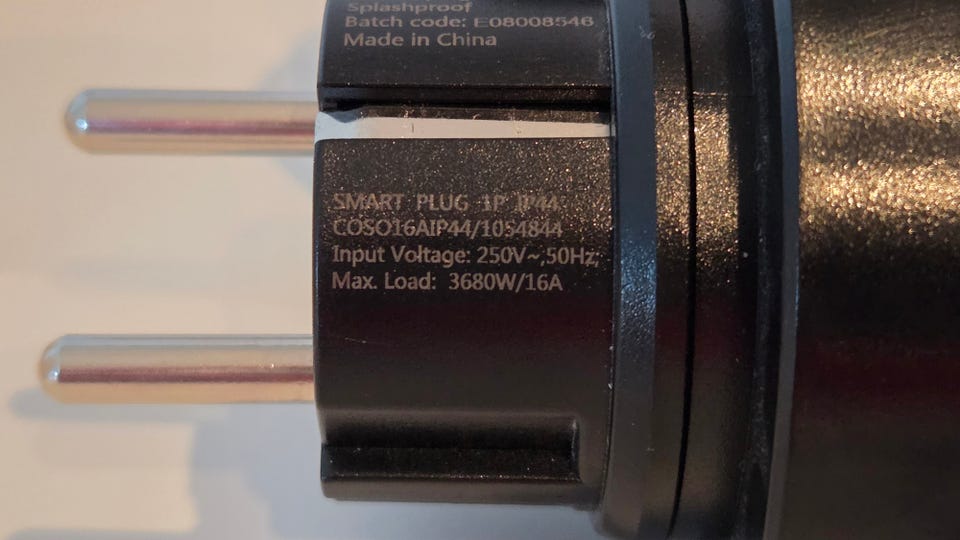 Splashproof
Batch code: E08008546
Made in China
SMART PLUG 1P IP44;
COSO16AIP44/1054844
Input Voltage: 250V~,50Hz;
Max. Load: 3680W/16A